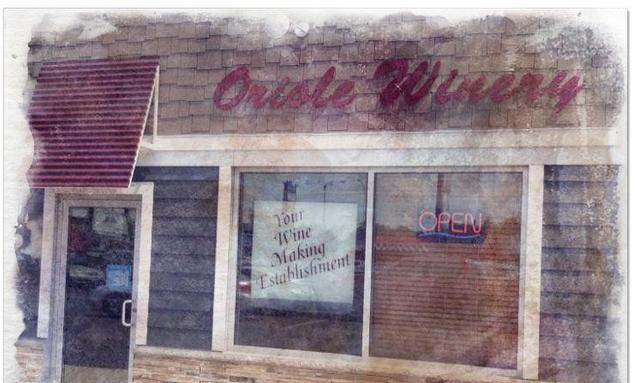 Oriole Winery
Your
Wine
Making
Establishment
OPEN